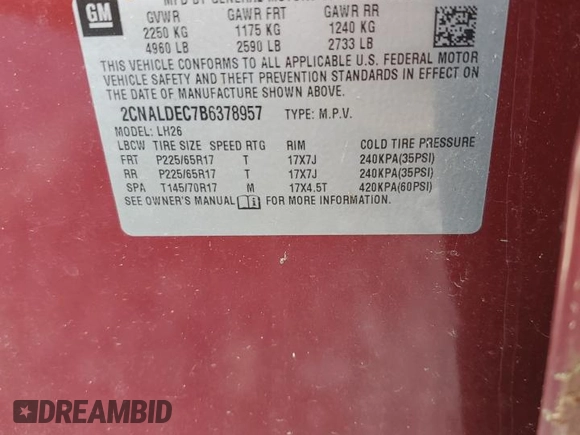 GM
MFD BY GENERAL MOTORS
GVWR GAWR FRT GAWR RR
2250 KG 1175 KG 1240 KG
4960 LB 2590 LB 2733 LB
THIS VEHICLE CONFORMS TO ALL APPLICABLE U.S. FEDERAL MOTOR
VEHICLE SAFETY AND THEFT PREVENTION STANDARDS IN EFFECT ON
THE DATE OF MANUFACTURE SHOWN ABOVE.
2CNALDEC7B6378957 TYPE: M.P.V.
MODEL: LH26
LBCW TIRE SIZE SPEED RTG RIM COLD TIRE PRESSURE
FRT P225/65R17 T 17X7J 240KPA(35PSI)
RR P225/65R17 T 17X7J 240KPA(35PSI)
SPA T145/70R17 M 17X4.5T 420KPA(60PSI)
SEE OWNER'S MANUAL FOR MORE INFORMATION.
DREAMBID